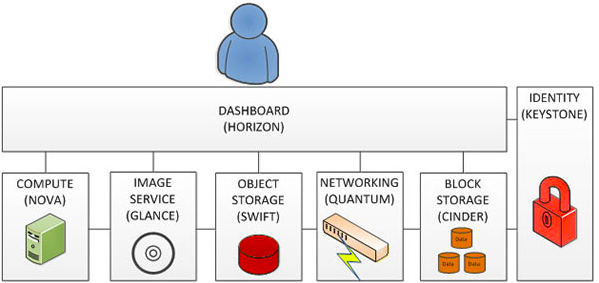 DASHBOARD
(HORIZON)
IDENTITY
(KEYSTONE)
COMPUTE
(NOVA)
IMAGE
SERVICE
(GLANCE)
OBJECT
STORAGE
(SWIFT)
NETWORKING
(QUANTUM)
BLOCK
STORAGE
(CINDER)
Data
Data
Data